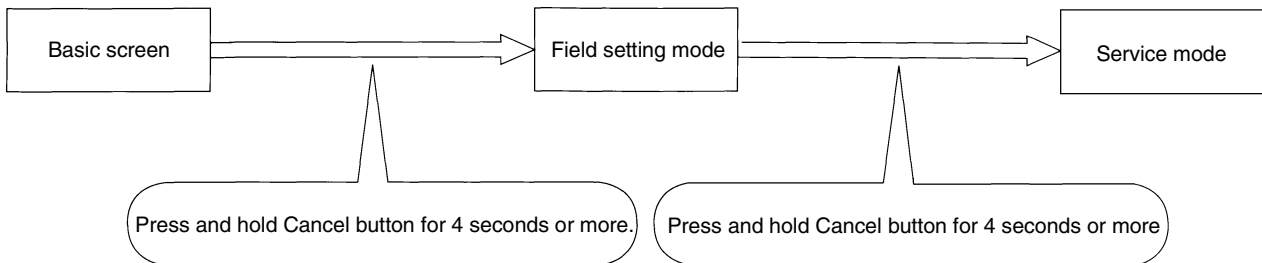 Basic screen
Field setting mode
Service mode
Press and hold Cancel button for 4 seconds or more.
Press and hold Cancel button for 4 seconds or more